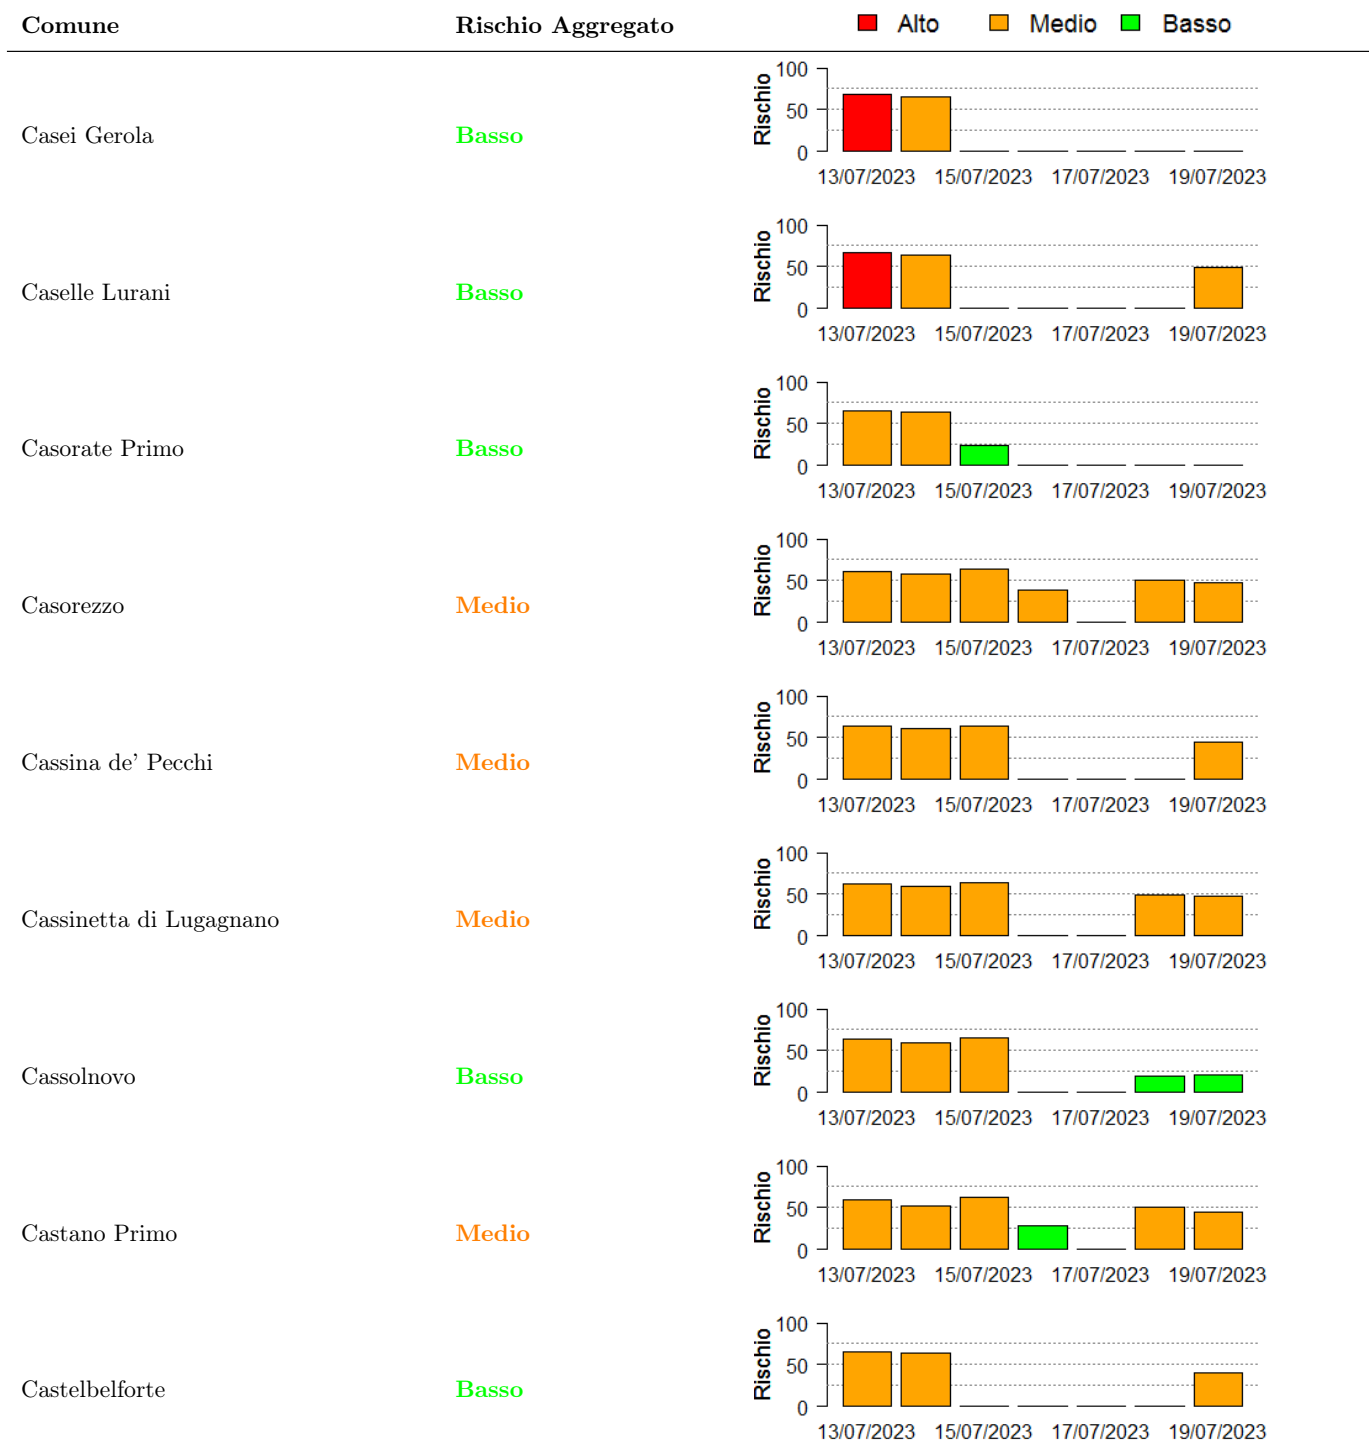 Comune Rischio Aggregato Alto Medio Basso
100
Rischio
50
Casei Gerola Basso
0
13/07/2023 15/07/2023 17/07/2023 19/07/2023
100
Rischio
50
Caselle Lurani Basso
0
13/07/2023 15/07/2023 17/07/2023 19/07/2023
100
Rischio
50
Casorate Primo Basso
0
13/07/2023 15/07/2023 17/07/2023 19/07/2023
100
Rischio
50
Casorezzo Medio
0
13/07/2023 15/07/2023 17/07/2023 19/07/2023
100
Rischio
50
Cassina de’ Pecchi Medio
0
13/07/2023 15/07/2023 17/07/2023 19/07/2023
100
Rischio
50
Cassinetta di Lugagnano Medio
0
13/07/2023 15/07/2023 17/07/2023 19/07/2023
100
Rischio
50
Cassolnovo Basso
0
13/07/2023 15/07/2023 17/07/2023 19/07/2023
100
Rischio
50
Castano Primo Medio
0
13/07/2023 15/07/2023 17/07/2023 19/07/2023
100
Rischio
50
Castelbelforte Basso
0
13/07/2023 15/07/2023 17/07/2023 19/07/2023